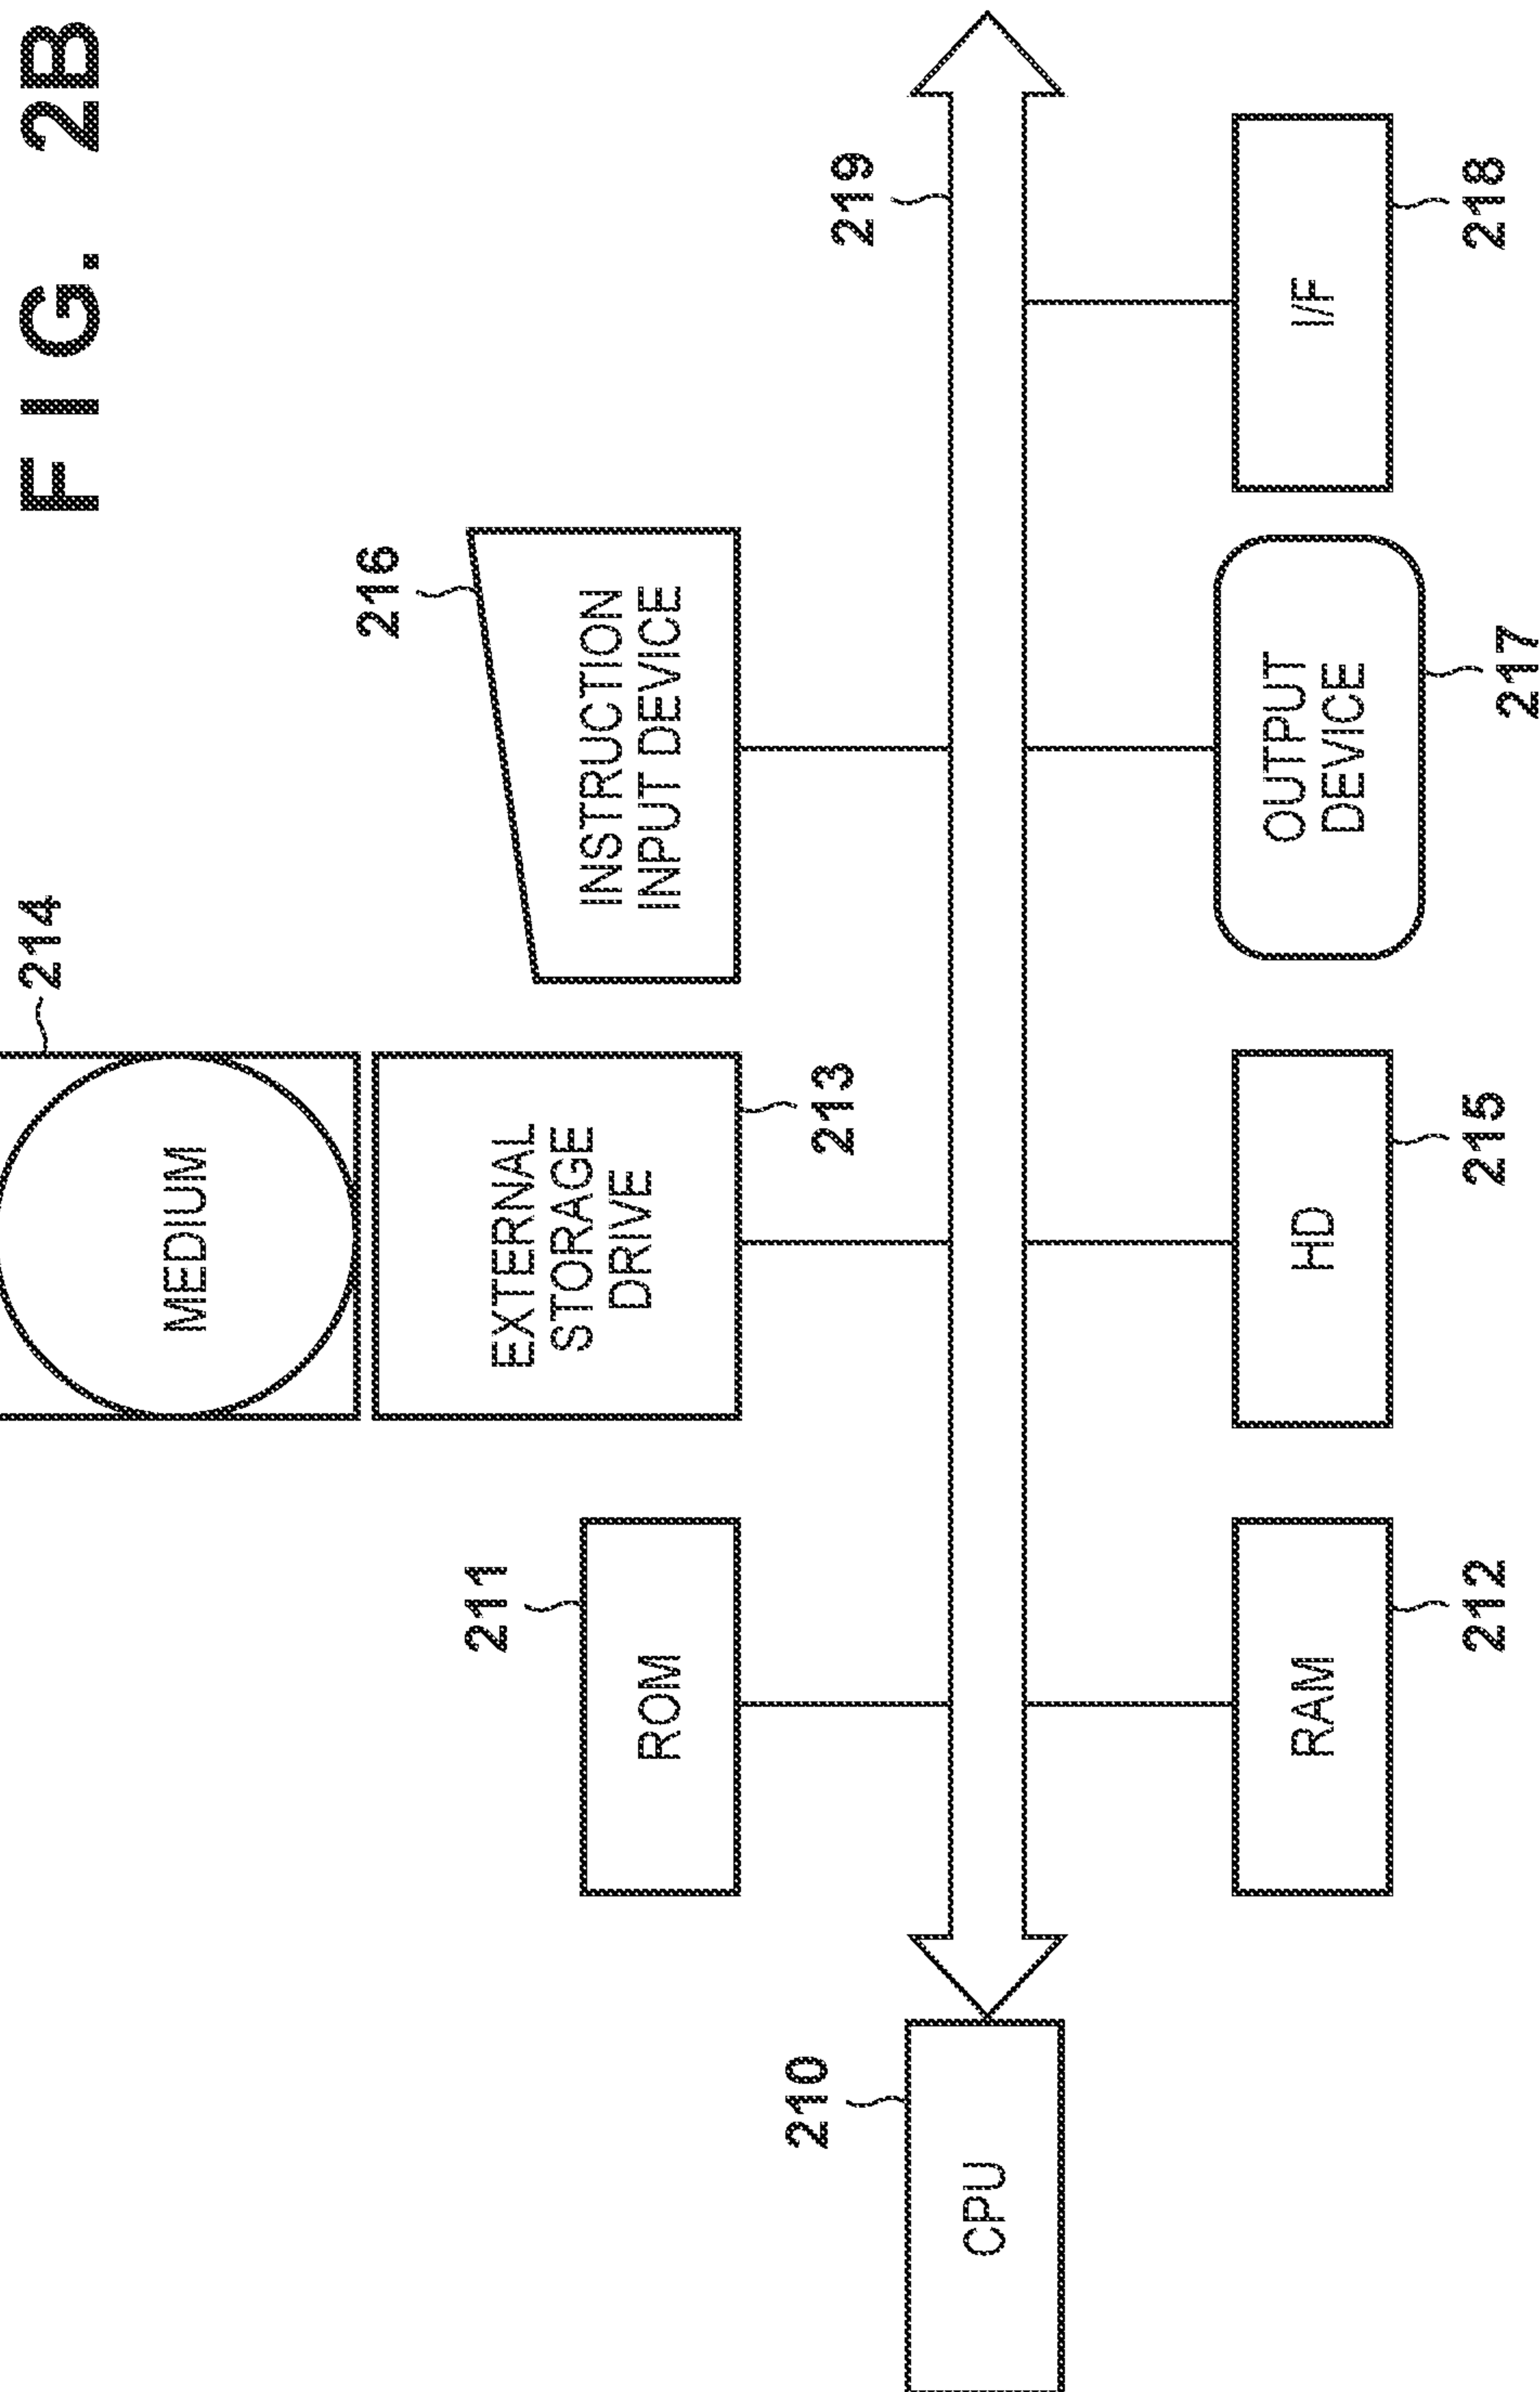 FIG. 2B
214
MEDIUM
216
211
EXTERNAL
STORAGE
DRIVE
INSTRUCTION
INPUT DEVICE
ROM
213
219
210
CPU
RAM
HD
OUTPUT
DEVICE
I/F
212
215
217
218